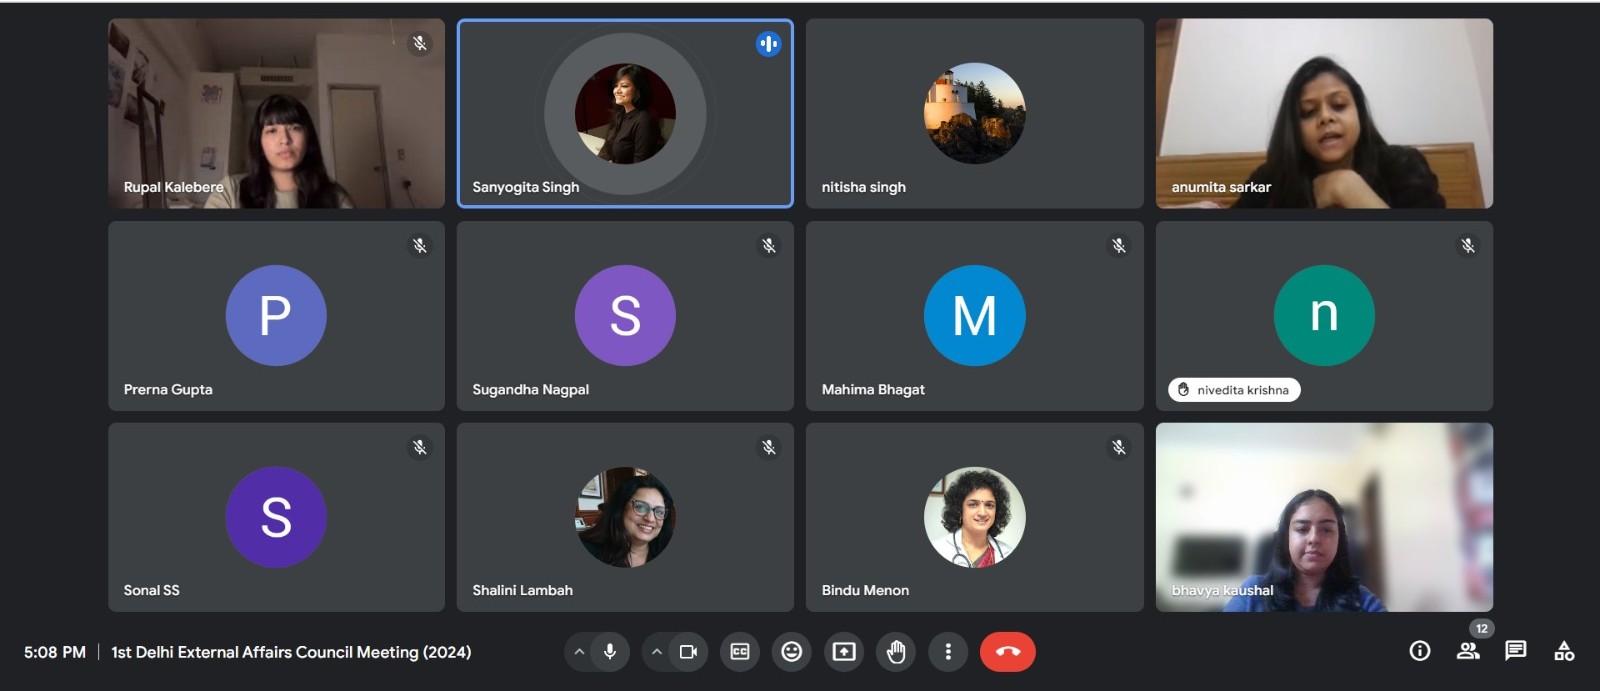 Rupal Kalebere
Sanyogita Singh
nitisha singh
anumita sarkar
P
Prerna Gupta
S
Sugandha Nagpal
M
Mahima Bhagat
n
nivedita krishna
S
Sonal SS
Shalini Lambah
Bindu Menon
bhavya kaushal
5:08 PM | 1st Delhi External Affairs Council Meeting (2024)
CC
12